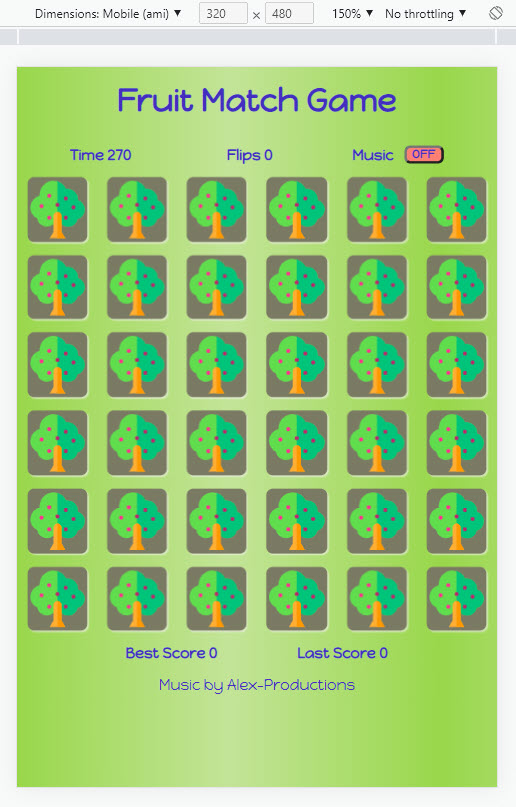 Dimensions: Mobile (ami) ▼ 320 × 480 150% ▼ No throttling ▼
Fruit Match Game
Time 270 Flips 0 Music OFF
Best Score 0 Last Score 0
Music by Alex-Productions